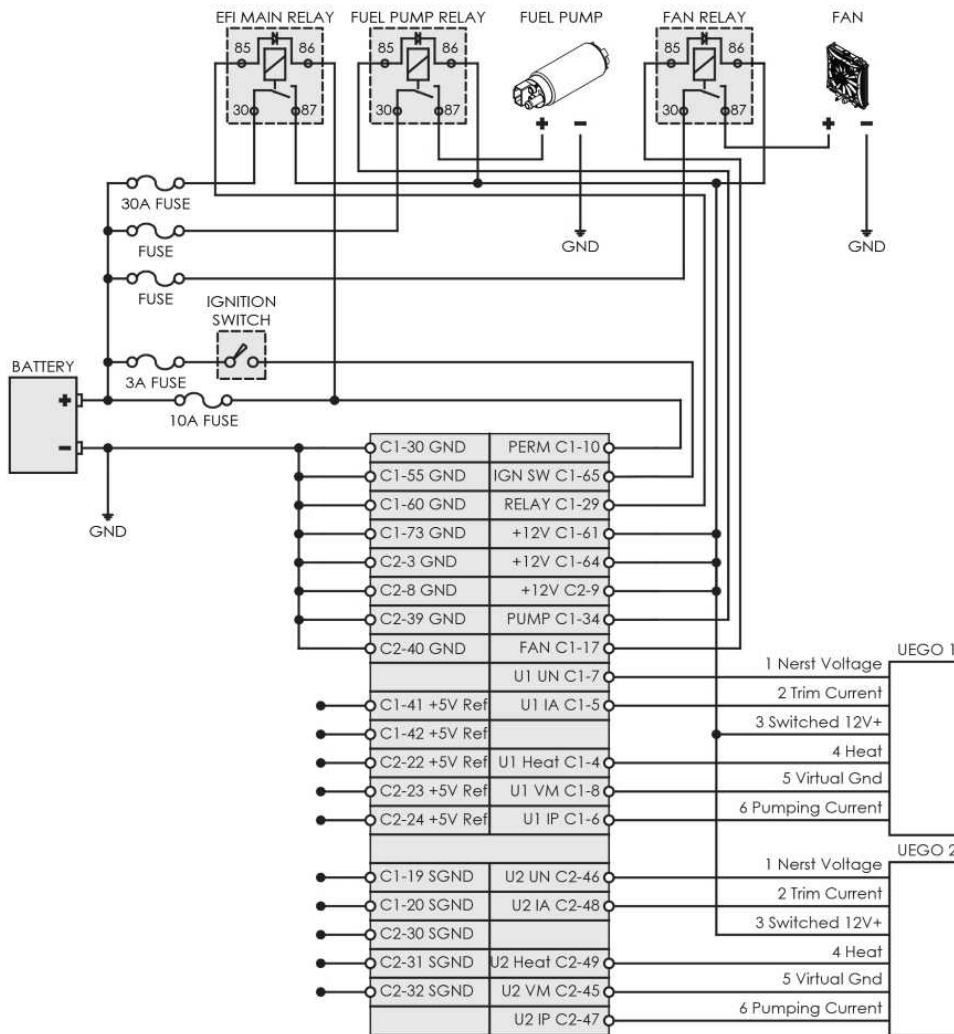 EFI MAIN RELAY
FUEL PUMP RELAY
FUEL PUMP
FAN RELAY
FAN
85
86
30
87
85
86
30
87
+
-
85
86
30
87
+
-
30A FUSE
FUSE
GND
GND
FUSE
IGNITION
SWITCH
BATTERY
3A FUSE
+
10A FUSE
-
GND
C1-30 GND
PERM C1-10
C1-55 GND
IGN SW C1-65
C1-60 GND
RELAY C1-29
C1-73 GND
+12V C1-61
C2-3 GND
+12V C1-64
C2-8 GND
+12V C2-9
C2-39 GND
PUMP C1-34
C2-40 GND
FAN C1-17
U1 UN C1-7
C1-41 +5V Ref
U1 IA C1-5
C1-42 +5V Ref
C2-22 +5V Ref
U1 Heat C1-4
C2-23 +5V Ref
U1 VM C1-8
C2-24 +5V Ref
U1 IP C1-6
C1-19 SGND
U2 UN C2-46
C1-20 SGND
U2 IA C2-48
C2-30 SGND
C2-31 SGND
U2 Heat C2-49
C2-32 SGND
U2 VM C2-45
U2 IP C2-47
UEGO 1
1 Nerst Voltage
2 Trim Current
3 Switched 12V+
4 Heat
5 Virtual Gnd
6 Pumping Current
UEGO 2
1 Nerst Voltage
2 Trim Current
3 Switched 12V+
4 Heat
5 Virtual Gnd
6 Pumping Current